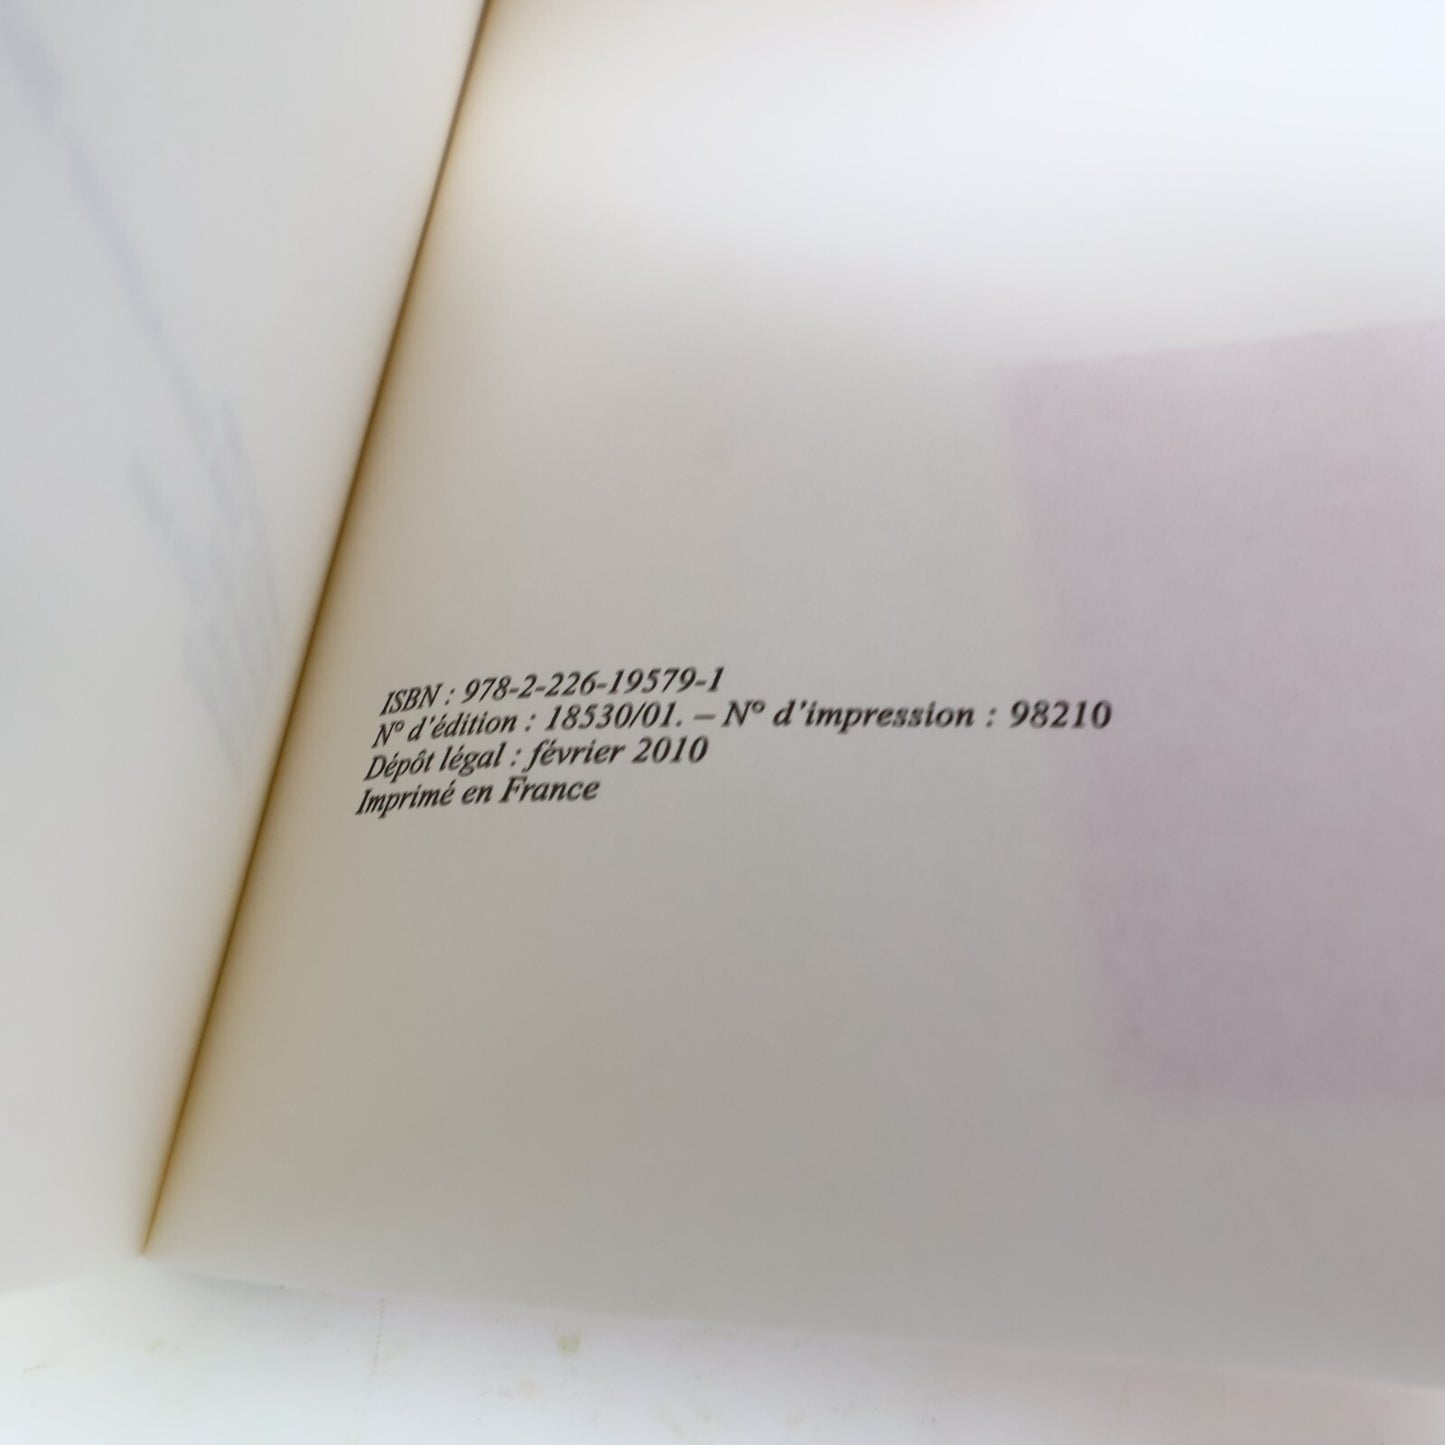 ISBN : 978-2-226-19579-1
N° d'édition : 18530/01. – N° d'impression : 98210
Dépôt légal : février 2010
Imprimé en France